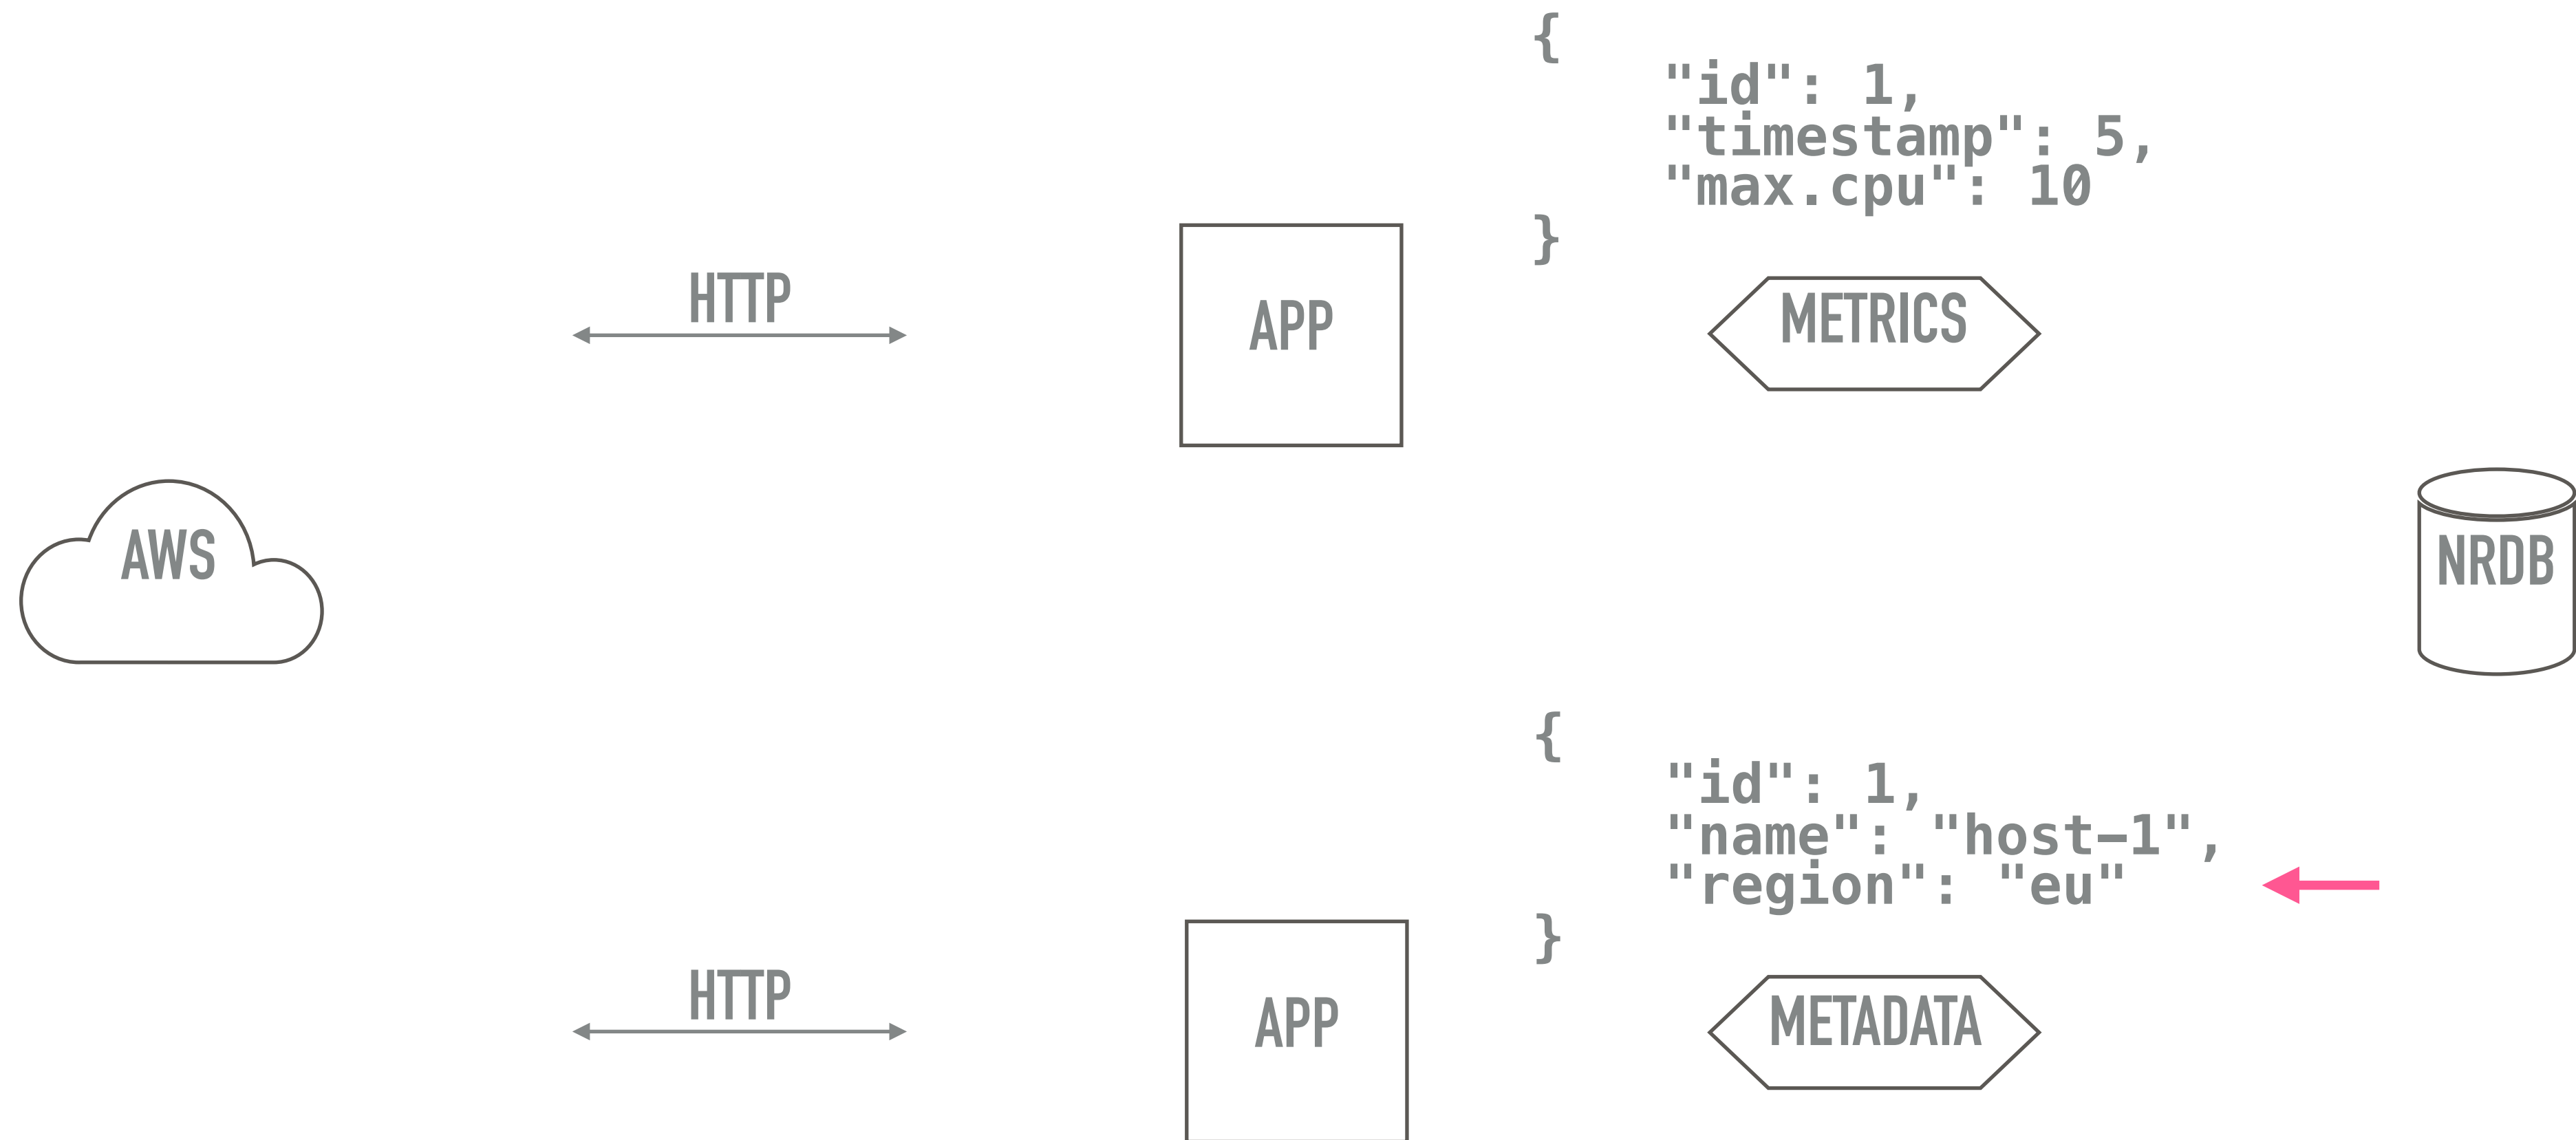 {
"id": 1,
"timestamp": 5,
"max.cpu": 10
}
HTTP
APP
METRICS
AWS
NRDB
{
"id": 1,
"name": "host-1",
"region": "eu"
}
HTTP
APP
METADATA